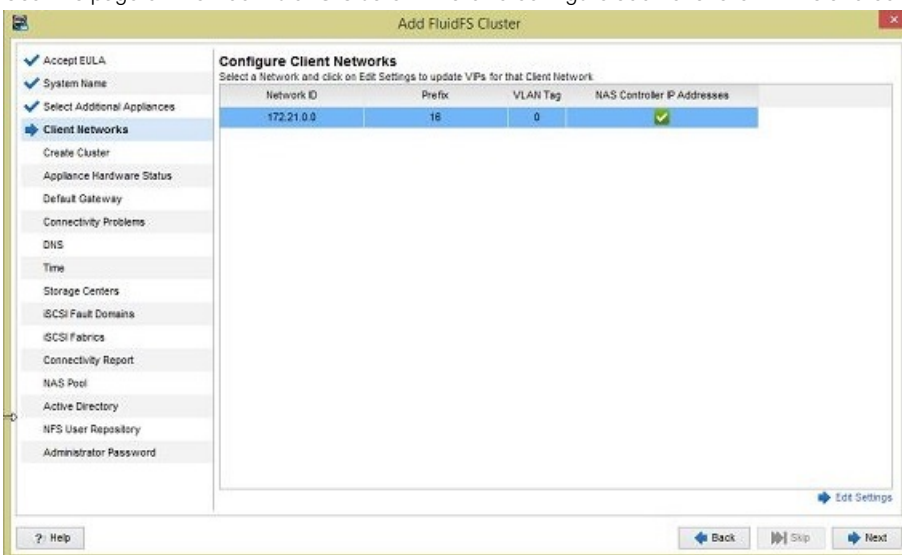 Add FluidFS Cluster
Accept EULA
System Name
Select Additional Appliances
Client Networks
Create Cluster
Appliance Hardware Status
Default Gateway
Connectivity Problems
DNS
Time
Storage Centers
iSCSI Fault Domains
iSCSI Fabrics
Connectivity Report
NAS Pool
Active Directory
NFS User Repository
Administrator Password
Configure Client Networks
Select a Network and click on Edit Settings to update VIPs for that Client Network
Network ID Prefix VLAN Tag NAS Controller IP Addresses
172.21.0.0 16 0
Edit Settings
? Help Back Skip Next